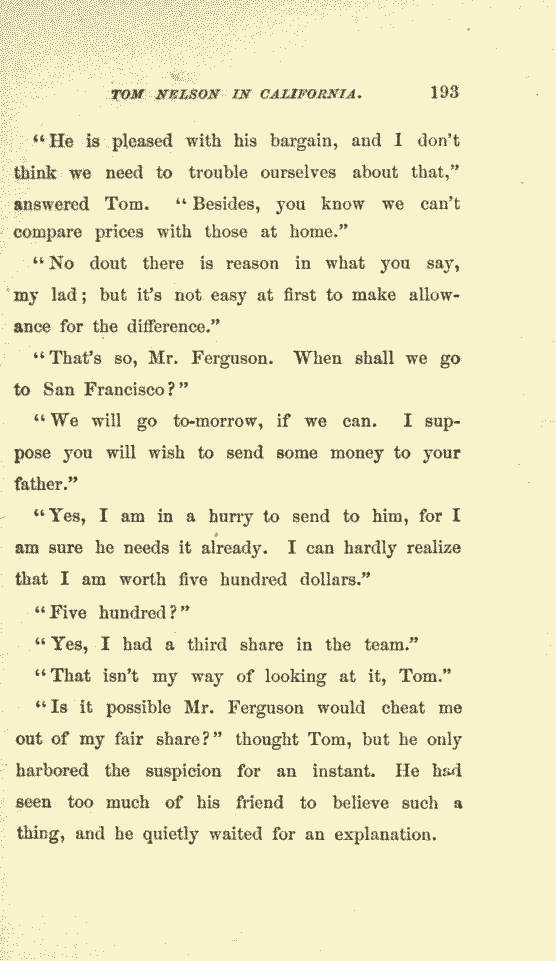 TOM NELSON IN CALIFORNIA. 193
"He is pleased with his bargain, and I don't
think we need to trouble ourselves about that,"
answered Tom. "Besides, you know we can't
compare prices with those at home."
"No dout there is reason in what you say,
my lad; but it's not easy at first to make allow-
ance for the difference."
"That's so, Mr. Ferguson. When shall we go
to San Francisco?"
"We will go to-morrow, if we can. I sup-
pose you will wish to send some money to your
father."
"Yes, I am in a hurry to send to him, for I
am sure he needs it already. I can hardly realize
that I am worth five hundred dollars."
"Five hundred?"
"Yes, I had a third share in the team."
"That isn't my way of looking at it, Tom."
"Is it possible Mr. Ferguson would cheat me
out of my fair share?" thought Tom, but he only
harbored the suspicion for an instant. He had
seen too much of his friend to believe such a
thing, and he quietly waited for an explanation.